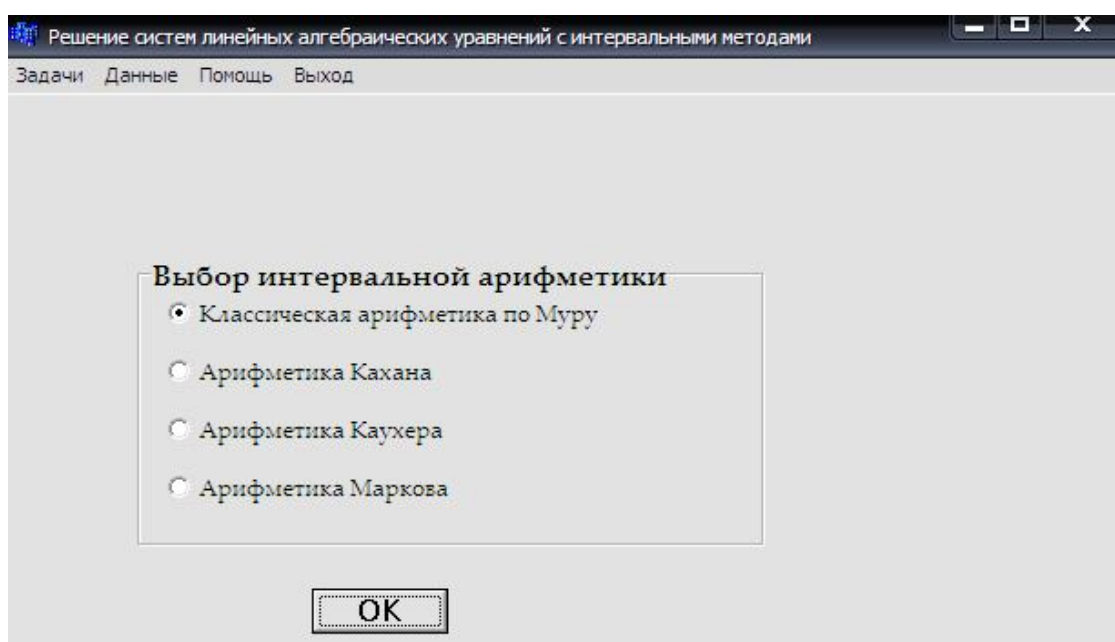 Решение систем линейных алгебраических уравнений с интервальными методами
Задачи Данные Помощь Выход
Выбор интервальной арифметики
Классическая арифметика по Муру
Арифметика Кахана
Арифметика Каухера
Арифметика Маркова
OK